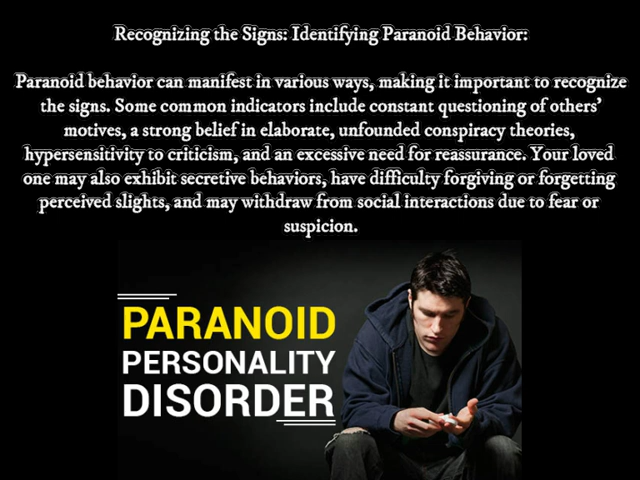 Recognizing the Signs: Identifying Paranoid Behavior:
Paranoid behavior can manifest in various ways, making it important to recognize
the signs. Some common indicators include constant questioning of others'
motives, a strong belief in elaborate, unfounded conspiracy theories,
hypersensitivity to criticism, and an excessive need for reassurance. Your loved
one may also exhibit secretive behaviors, have difficulty forgiving or forgetting
perceived slights, and may withdraw from social interactions due to fear or
suspicion.
PARANOID
PERSONALITY
DISORDER